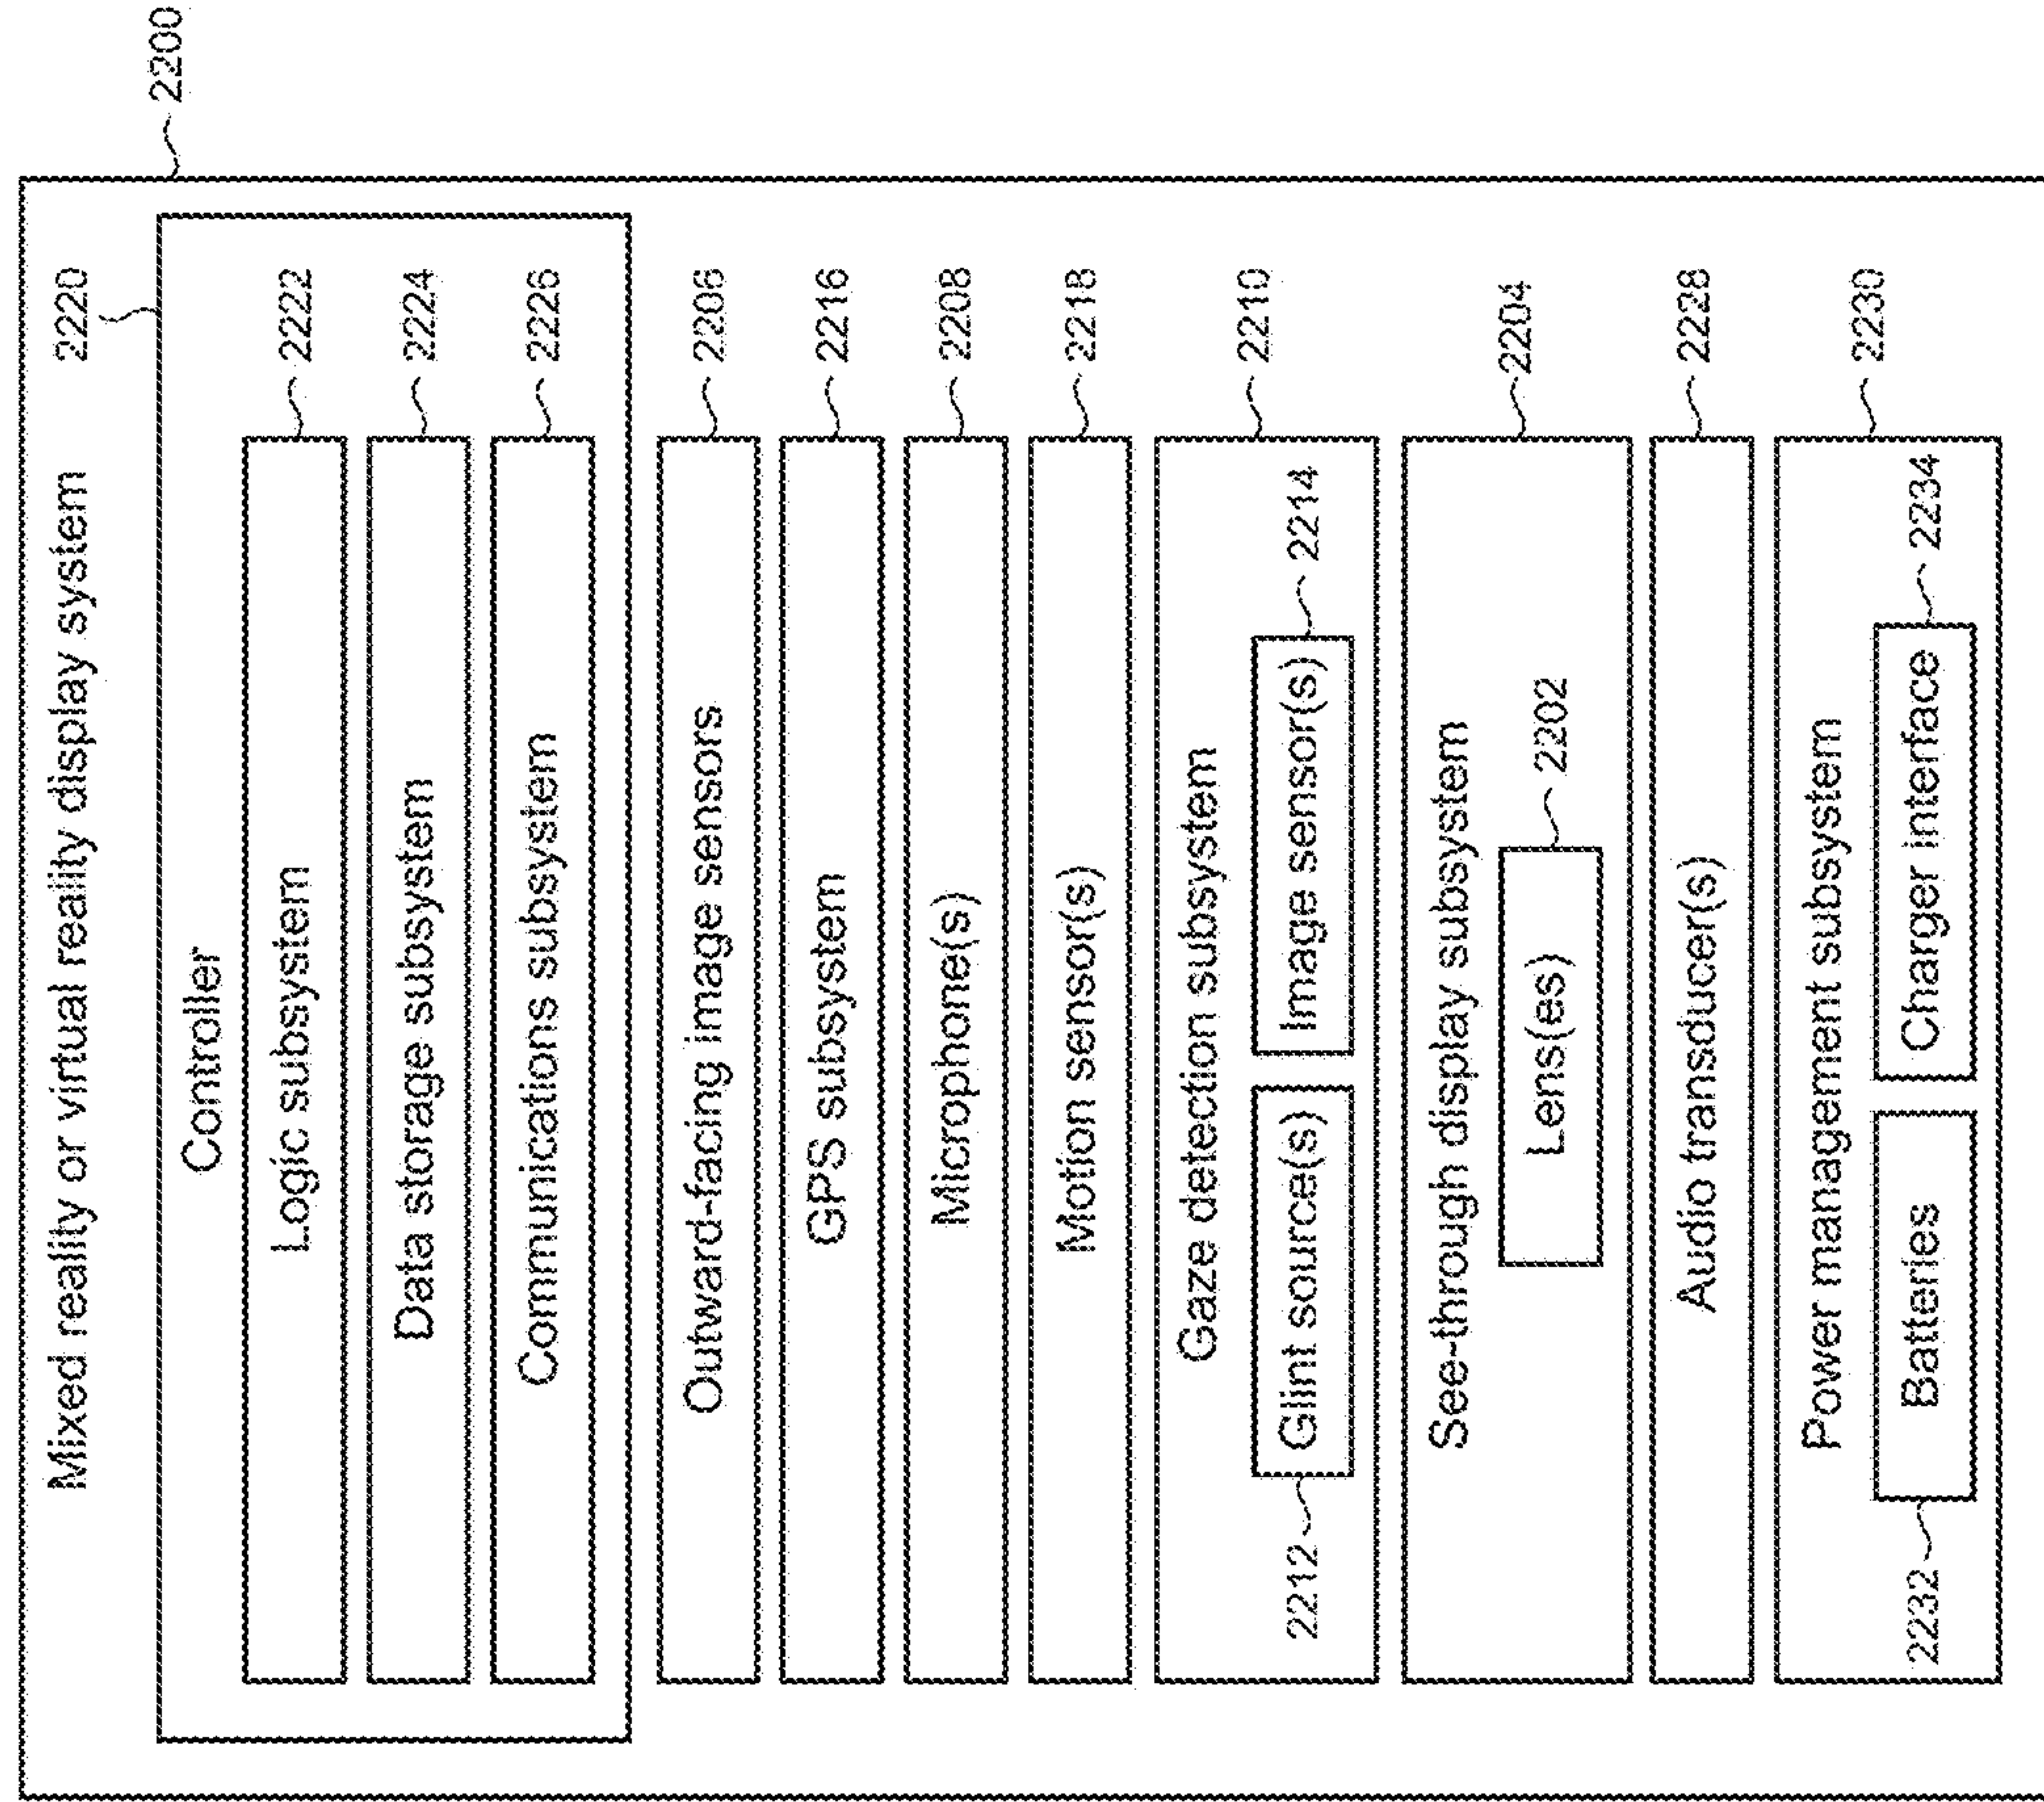 2200
Mixed reality or virtual reality display system 2220
Controller
Logic subsystem 2222
Data storage subsystem 2224
Communications subsystem 2226
Outward-facing image sensors 2206
GPS subsystem 2216
Microphone(s) 2208
Motion sensor(s) 2218
Gaze detection subsystem 2210
2212 Glint source(s) Image sensor(s) 2214
See-through display subsystem 2204
Lens(es) 2202
Audio transducer(s) 2228
Power management subsystem 2230
2232 Batteries Charger interface 2234